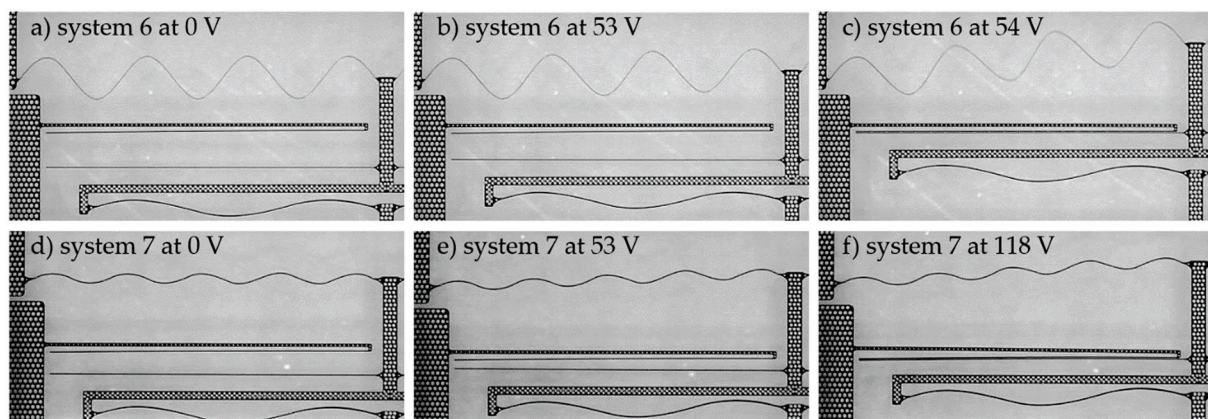 a) system 6 at 0 V
b) system 6 at 53 V
c) system 6 at 54 V
d) system 7 at 0 V
e) system 7 at 53 V
f) system 7 at 118 V